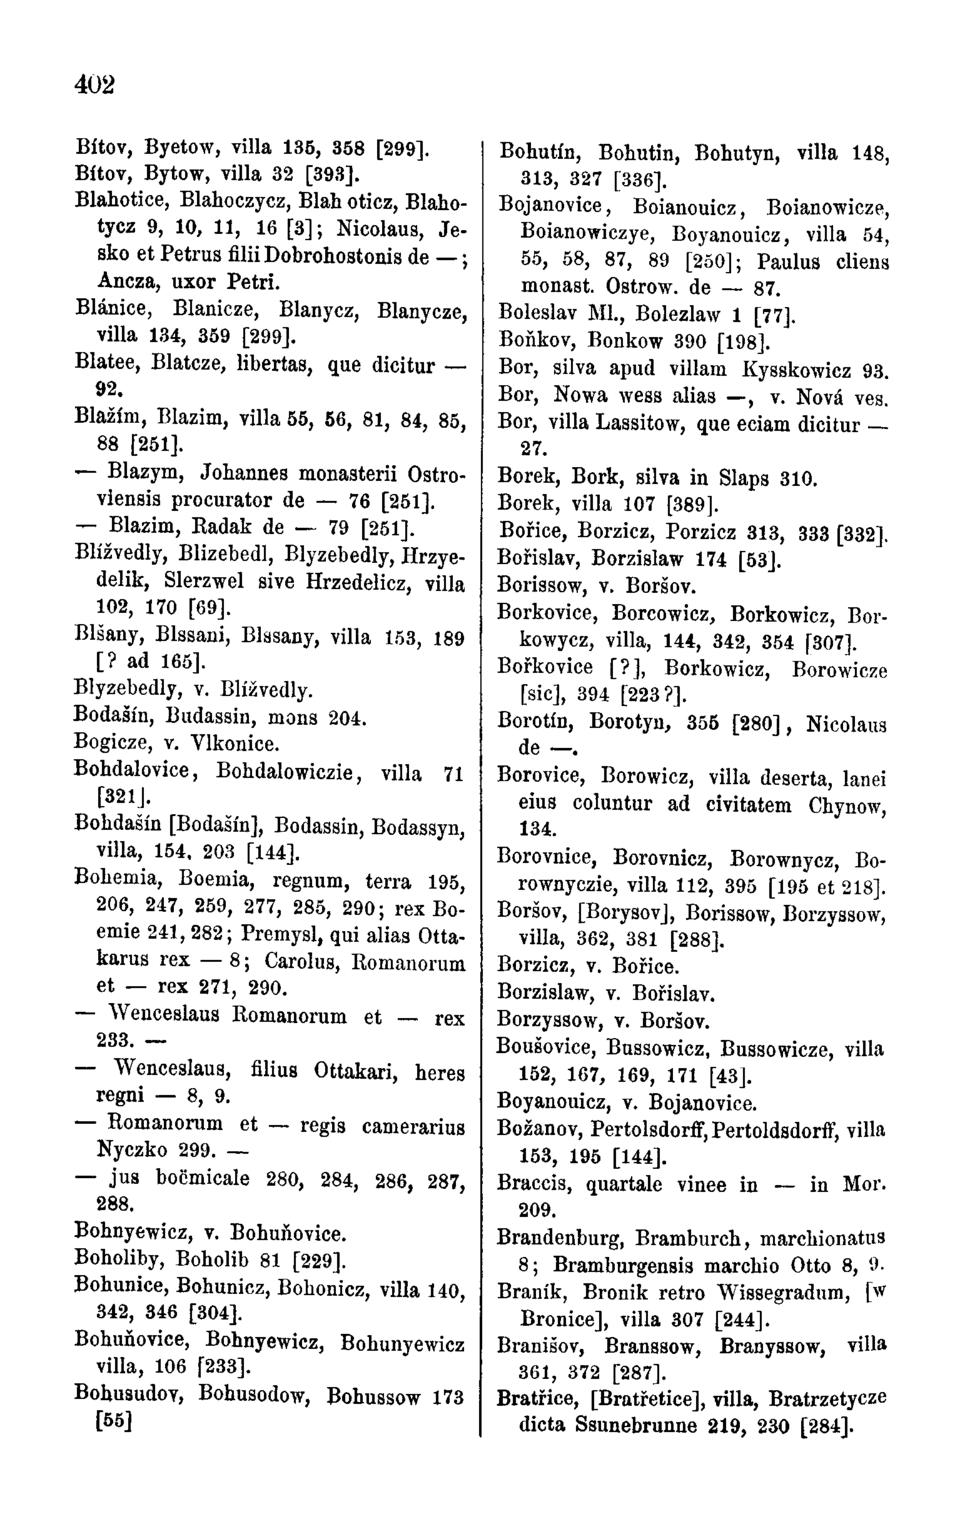 402
Bítov, Byetow, villa 135, 358 [299].
Bítov, Bytow, villa 32 [393].
Blahotice, Blahoczycz, Blah oticz, Blaho-
tycz 9, 10, 11, 16 [3]; Nicolaus, Je-
sko et Petrus filii Dobrohostonis de — ;
Ancza, uxor Petri.
Blánice, Blanicze, Blanycz, Blanycze,
villa 134, 359 [299].
Blatee, Blatcze, libertas, que dicitur —
92.
Blažím, Blazim, villa 55, 56, 81, 84, 85,
88 [251].
— Blazym, Johannes monasterii Ostro-
viensis procurator de — 76 [251].
— Blazim, Radak de — 79 [251].
Blížvedly, Blizebedl, Blyzebedly, Hrzye-
delik, Slerzwel sive Hrzedelicz, villa
102, 170 [69].
Blšany, Blssani, Blssany, villa 153, 189
[? ad 165].
Blyzebedly, v. Blížvedly.
Bodašín, Budassin, mons 204.
Bogicze, v. Vlkonice.
Bohdalovice, Bohdalowiczie, villa 71
[321].
Bohdašín [Bodašín], Bodassin, Bodassyn,
villa, 154, 203 [144].
Bohemia, Boemia, regnum, terra 195,
206, 247, 259, 277, 285, 290; rex Bo-
emie 241, 282; Premysl, qui alias Otta-
karus rex — 8; Carolus, Romanorum
et — rex 271, 290.
— Wenceslaus Romanorum et — rex
233. —
— Wenceslaus, filius Ottakari, heres
regni — 8, 9.
— Romanorum et — regis camerarius
Nyczko 299. —
— jus boëmicale 280, 284, 286, 287,
288.
Bohnyewicz, v. Bohuňovice.
Boholiby, Boholib 81 [229].
Bohunice, Bohunicz, Bohonicz, villa 140,
342, 346 [304].
Bohuňovice, Bohnyewicz, Bohunyewicz
villa, 106 [233].
Bohusudov, Bohusodow, Bohussow 173
[55]
Bohutín, Bohutin, Bohutyn, villa 148,
313, 327 [336].
Bojanovice, Boianouicz, Boianowicze,
Boianowiczye, Boyanouicz, villa 54,
55, 58, 87, 89 [250]; Paulus cliens
monast. Ostrow. de — 87.
Boleslav Ml., Bolezlaw 1 [77].
Boňkov, Bonkow 390 [198].
Bor, silva apud villam Kysskowicz 93.
Bor, Nowa wess alias —, v. Nová ves.
Bor, villa Lassitow, que eciam dicitur —
27.
Borek, Bork, silva in Slaps 310.
Borek, villa 107 [389].
Bořice, Borzicz, Porzicz 313, 333 [332].
Bořislav, Borzislaw 174 [53].
Borissow, v. Boršov.
Borkovice, Borcowicz, Borkowicz, Bor-
kowycz, villa, 144, 342, 354 [307].
Bořkovice [?], Borkowicz, Borowicze
[sic], 394 [223?].
Borotín, Borotyn, 355 [280], Nicolaus
de —.
Borovice, Borowicz, villa deserta, lanei
eius coluntur ad civitatem Chynow,
134.
Borovnice, Borovnicz, Borownycz, Bo-
rownyczie, villa 112, 395 [195 et 218].
Boršov, [Borysov], Borissow, Borzyssow,
villa, 362, 381 [288].
Borzicz, v. Bořice.
Borzislaw, v. Bořislav.
Borzyssow, v. Boršov.
Boušovice, Bussowicz, Bussowicze, villa
152, 167, 169, 171 [43].
Boyanouicz, v. Bojanovice.
Božanov, Pertolsdorff, Pertoldsdorff, villa
153, 195 [144].
Braccis, quartale vinee in — in Mor.
209.
Brandenburg, Bramburch, marchionatus
8; Bramburgensis marchio Otto 8, 9.
Braník, Bronik retro Wissegradum, [w
Bronice], villa 307 [244].
Branišov, Branssow, Branyssow, villa
361, 372 [287].
Bratřice, [Bratřetice], villa, Bratrzetycze
dicta Ssunebrunne 219, 230 [284].